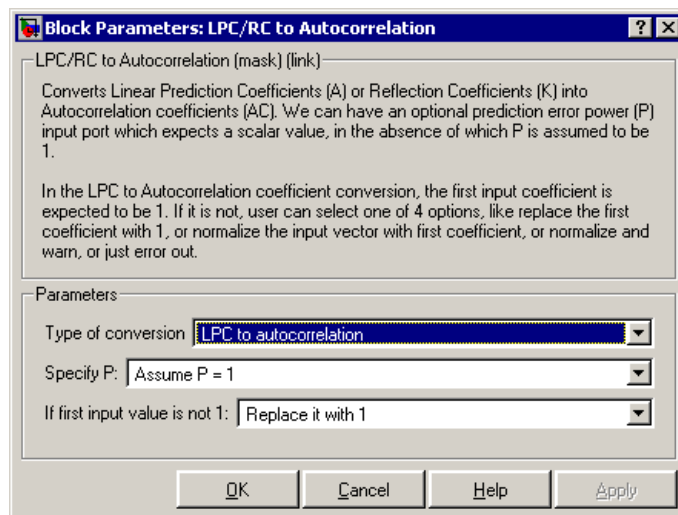 Block Parameters: LPC/RC to Autocorrelation
LPC/RC to Autocorrelation (mask) (link)
Converts Linear Prediction Coefficients (A) or Reflection Coefficients (K) into
Autocorrelation coefficients (AC). We can have an optional prediction error power (P)
input port which expects a scalar value, in the absence of which P is assumed to be
1.
In the LPC to Autocorrelation coefficient conversion, the first input coefficient is
expected to be 1. If it is not, user can select one of 4 options, like replace the first
coefficient with 1, or normalize the input vector with first coefficient, or normalize and
warn, or just error out.
Parameters
Type of conversion LPC to autocorrelation
Specify P: Assume P = 1
If first input value is not 1: Replace it with 1
OK Cancel Help Apply